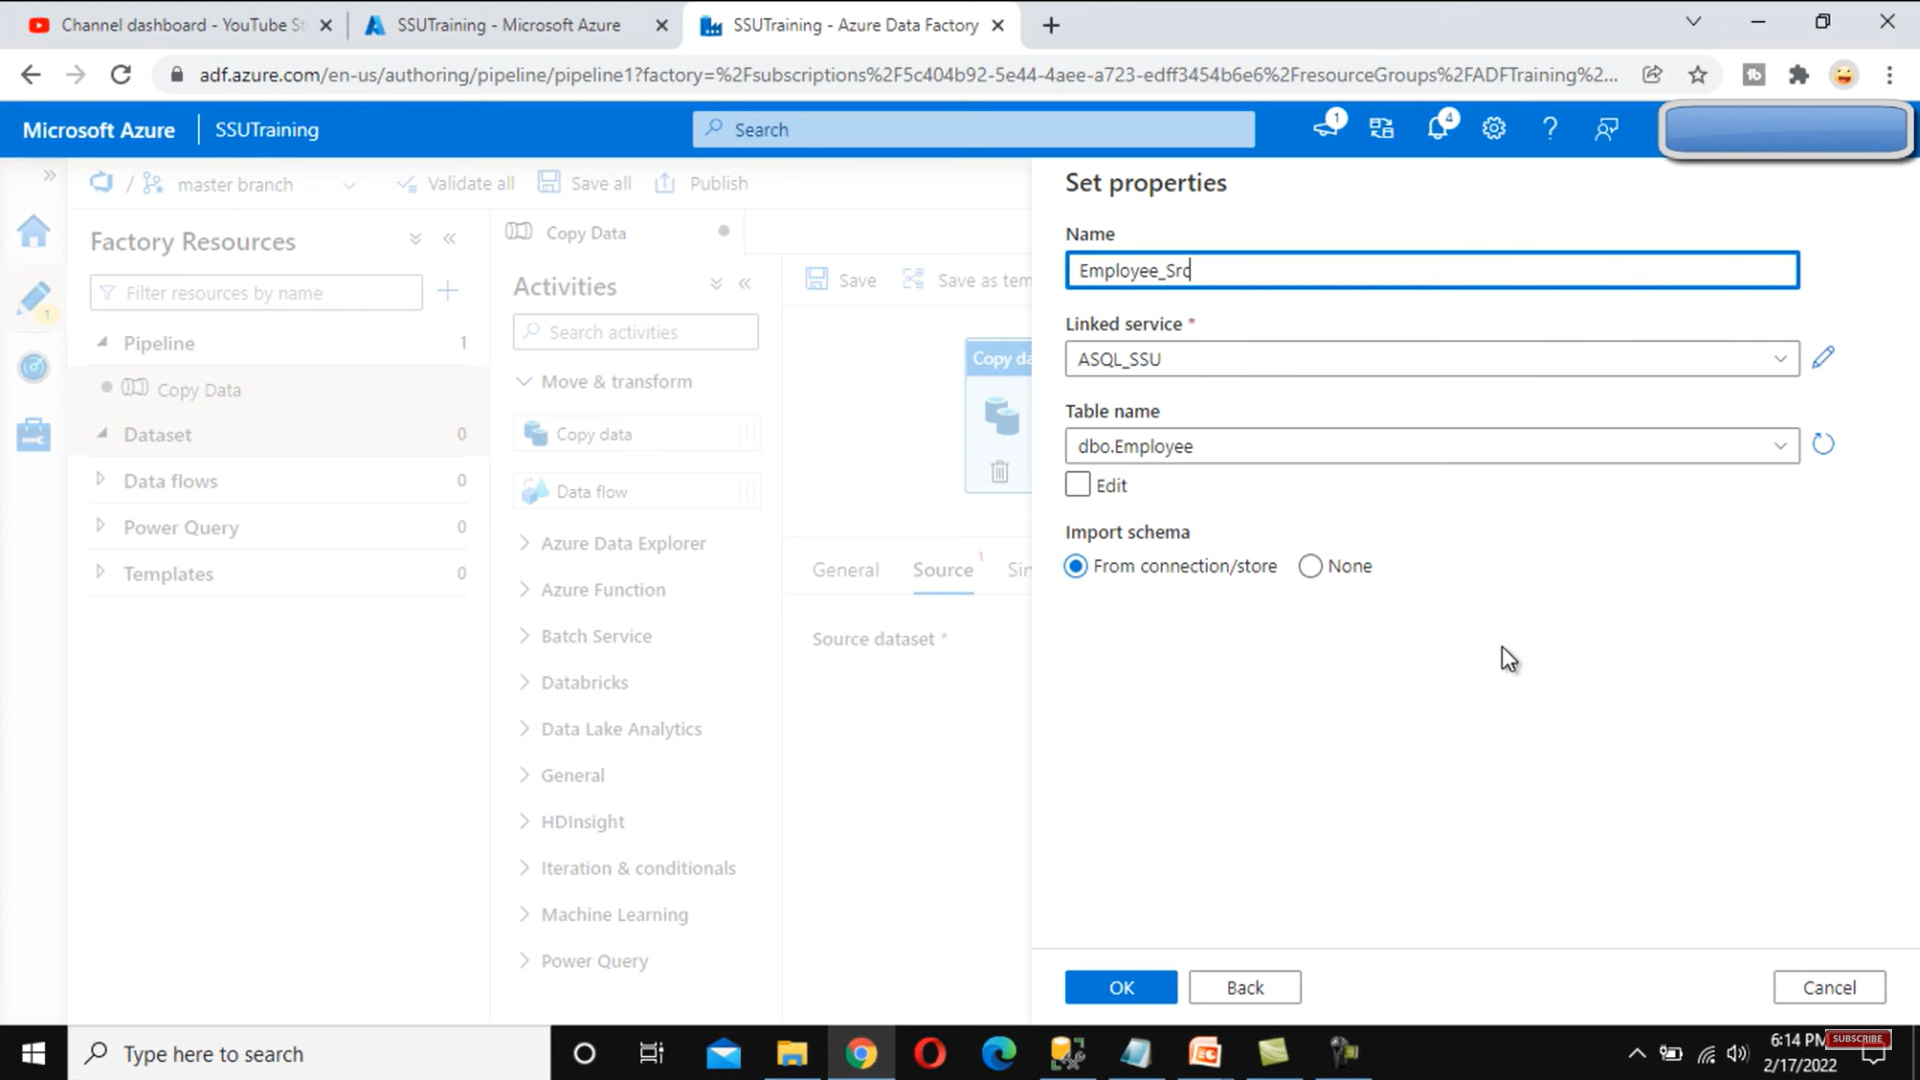 Channel dashboard - YouTube St
SSUTraining - Microsoft Azure
SSUTraining - Azure Data Factory
adf.azure.com/en-us/authoring/pipeline/pipeline1?factory=%2Fsubscriptions%2F5c404b92-5e44-4aee-a723-edff3454b6e6%2FresourceGroups%2FADFTraining%2...
Microsoft Azure
SSUTraining
Search
1
4
/ master branch
Validate all
Save all
Publish
Set properties
Factory Resources
Copy Data
Name
Employee_Src
Filter resources by name
Activities
Save
Save as tem
1
Search activities
Linked service *
ASQL_SSU
Pipeline 1
Copy Data
Move & transform
Copy da
Dataset 0
Copy data
Table name
dbo.Employee
Data flows 0
Data flow
Edit
Power Query 0
Azure Data Explorer
Import schema
From connection/store
None
Templates 0
Azure Function
General
Source 1
Sin
Batch Service
Source dataset *
Databricks
Data Lake Analytics
General
HDInsight
Iteration & conditionals
Machine Learning
Power Query
OK
Back
Cancel
Type here to search
6:14 PM
SUBSCRIBE
2/17/2022